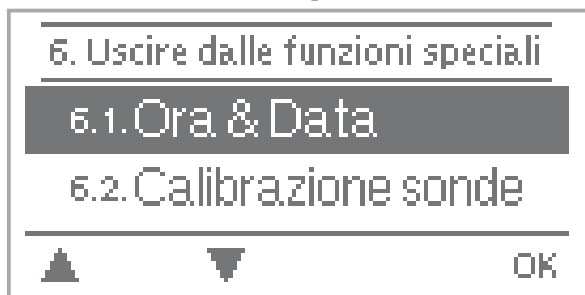 6. Uscire dalle funzioni speciali
6.1. Ora & Data
6.2. Calibrazione sonde
OK